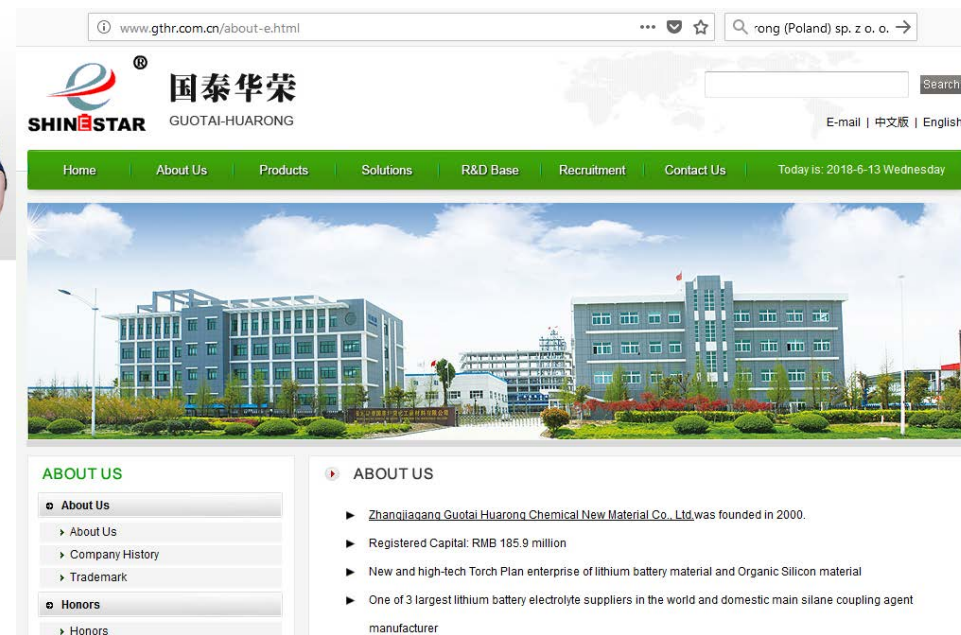 www.gthr.com.cn/about-e.html
rong (Poland) sp. z o. o.
®
国泰华荣
SHINESTAR
GUOTAI-HUARONG
Search
E-mail | 中文版 | English
Home
About Us
Products
Solutions
R&D Base
Recruitment
Contact Us
Today is: 2018-6-13 Wednesday
ABOUT US
About Us
About Us
Company History
Trademark
Honors
Honors
ABOUT US
Zhangjiagang Guotai Huarong Chemical New Material Co., Ltd.was founded in 2000.
Registered Capital: RMB 185.9 million
New and high-tech Torch Plan enterprise of lithium battery material and Organic Silicon material
One of 3 largest lithium battery electrolyte suppliers in the world and domestic main silane coupling agent
manufacturer